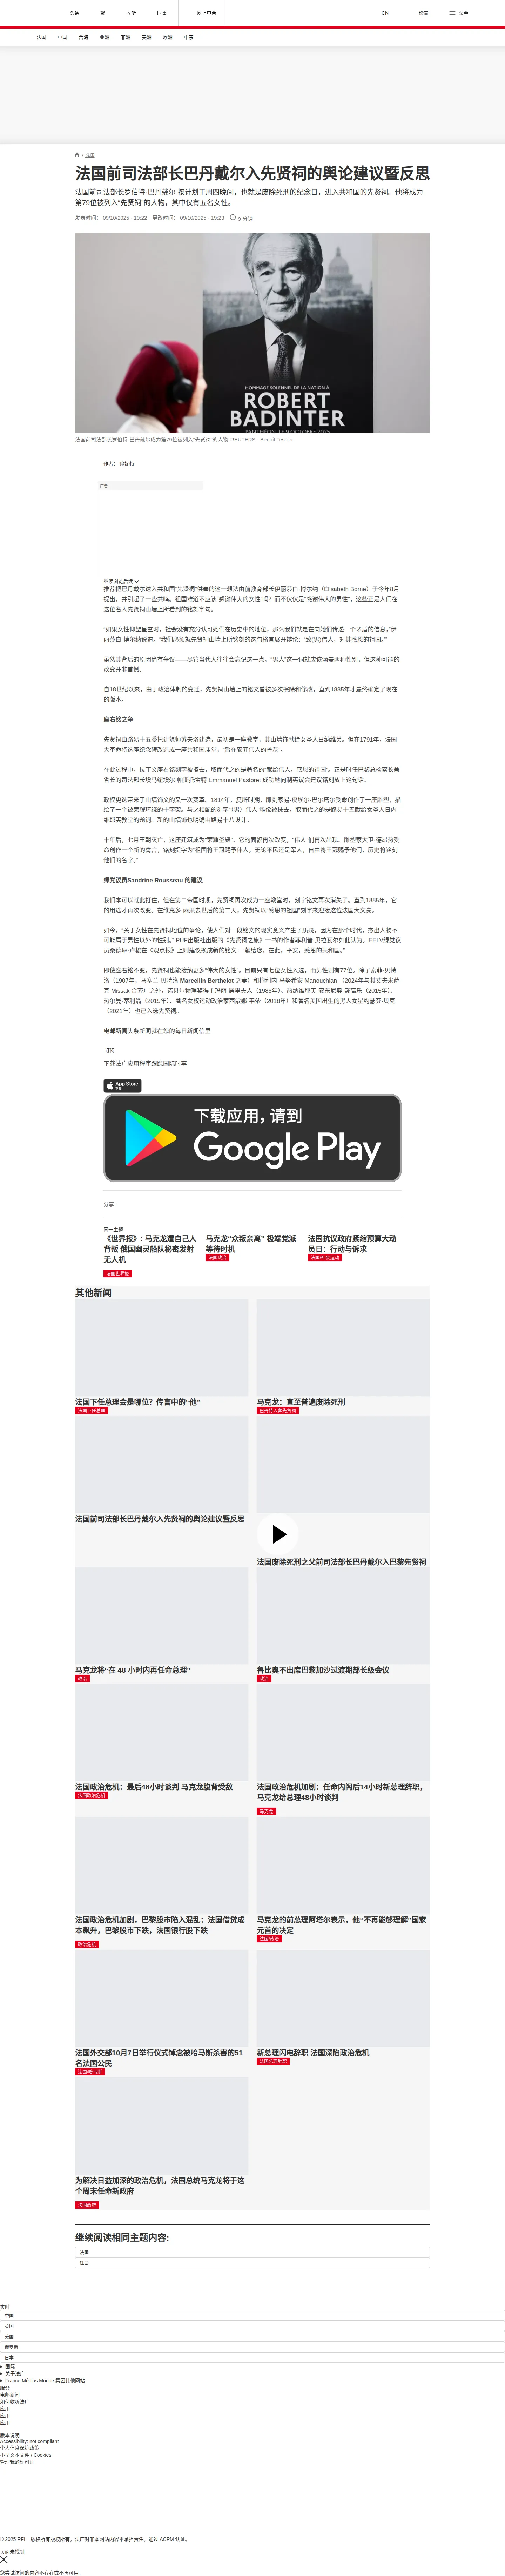 头条
繁
收听
时事
网上电台
CN
设置
菜单
法国
中国
台海
亚洲
非洲
美洲
欧洲
中东
/ 法国
法国前司法部长巴丹戴尔入先贤祠的舆论建议暨反思
法国前司法部长罗伯特·巴丹戴尔 按计划于周四晚间，也就是废除死刑的纪念日，进入共和国的先贤祠。他将成为
第79位被列入“先贤祠”的人物，其中仅有五名女性。
发表时间： 09/10/2025 - 19:22 更改时间： 09/10/2025 - 19:23 9 分钟
HOMMAGE SOLENNEL DE LA NATION À
ROBERT
BADINTER
PANTHÉON, LE 9 OCTOBRE 2025
法国前司法部长罗伯特·巴丹戴尔成为第79位被列入“先贤祠”的人物 REUTERS - Benoit Tessier
作者： 珍妮特
广告
继续浏览后续
推荐把巴丹戴尔送入共和国“先贤祠”供奉的这一想法由前教育部长伊丽莎白·博尔纳（Élisabeth Borne）于今年8月
提出，并引起了一些共鸣。祖国难道不应该“感谢伟大的女性”吗？而不仅仅是“感谢伟大的男性”，这些正是人们在
这位名人先贤祠山墙上所看到的铭刻字句。
“如果女性仰望星空时，社会没有充分认可她们在历史中的地位，那么我们就是在向她们传递一个矛盾的信息。”伊
丽莎白·博尔纳说道。“我们必须就先贤祠山墙上所铭刻的这句格言展开辩论：‘致(男)伟人，对其感恩的祖国。’”
虽然其背后的原因尚有争议——尽管当代人往往会忘记这一点，“男人”这一词就应该涵盖两种性别，但这种可能的
改变并非首例。
自18世纪以来，由于政治体制的变迁，先贤祠山墙上的铭文曾被多次擦除和修改，直到1885年才最终确定了现在
的版本。
座右铭之争
先贤祠由路易十五委托建筑师苏夫洛建造，最初是一座教堂，其山墙饰献给女圣人日纳维芙。但在1791年，法国
大革命将这座纪念碑改造成一座共和国庙堂，“旨在安葬伟人的骨灰”。
在此过程中，拉丁文座右铭刻字被擦去，取而代之的是著名的“献给伟人，感恩的祖国”。正是时任巴黎总检察长兼
省长的司法部长埃马纽埃尔·帕斯托雷特 Emmanuel Pastoret 成功地向制宪议会建议铭刻放上这句话。
政权更迭带来了山墙饰文的又一次变革。1814年，复辟时期，雕刻家易-皮埃尔·巴尔塔尔受命创作了一座雕塑，描
绘了一个被荣耀环绕的十字架。与之相配的刻字“（男）伟人”雕像被抹去，取而代之的是路易十五献给女圣人日内
维耶芙教堂的题词。新的山墙饰也明确由路易十八设计。
十年后，七月王朝灭亡，这座建筑成为“荣耀圣殿”。它的面貌再次改变，“伟人”们再次出现。雕塑家大卫·德昂热受
命创作一个新的寓言，铭刻提字为“祖国将王冠赐予伟人，无论平民还是军人，自由将王冠赐予他们，历史将铭刻
他们的名字。”
绿党议员Sandrine Rousseau 的建议
我们本可以就此打住，但在第二帝国时期，先贤祠再次成为一座教堂时，刻字铭文再次消失了。直到1885年，它
的用途才再次改变。在维克多·雨果去世后的第二天，先贤祠以“感恩的祖国”刻字来迎接这位法国大文豪。
如今，“关于女性在先贤祠地位的争论，使人们对一段铭文的现实意义产生了质疑，因为在那个时代，杰出人物不
可能属于男性以外的性别。” PUF出版社出版的《先贤祠之旅》一书的作者菲利普·贝拉瓦尔如此认为。EELV绿党议
员桑德琳·卢梭在《观点报》上则建议换成新的铭文：“献给您，在此，平安，感恩的共和国。”
即使座右铭不变，先贤祠也能接纳更多“伟大的女性”。目前只有七位女性入选，而男性则有77位。除了索菲·贝特
洛（1907年，马塞兰·贝特洛 Marcellin Berthelot 之妻）和梅利内·马努希安 Manouchian （2024年与其丈夫米萨
克 Missak 合葬）之外，诺贝尔物理奖得主玛丽·居里夫人（1985年）、热纳维耶芙·安东尼奥·戴高乐（2015年）、
热尔曼·蒂利翁（2015年）、著名女权运动政治家西蒙娜·韦依（2018年）和著名美国出生的黑人女星约瑟芬·贝克
（2021年）也已入选先贤祠。
电邮新闻头条新闻就在您的每日新闻信里
订阅
下载法广应用程序跟踪国际时事
App Store
下载
下载应用，请到
Google Play
分享 :
同一主题
《世界报》: 马克龙遭自己人
背叛 俄国幽灵船队秘密发射
无人机
法国世界报
马克龙“众叛亲离” 极端党派
等待时机
法国政治
法国抗议政府紧缩预算大动
员日：行动与诉求
法国/社会运动
其他新闻
法国下任总理会是哪位？传言中的“他”
法国下任总理
马克龙：直至普遍废除死刑
巴丹特入葬先贤祠
法国前司法部长巴丹戴尔入先贤祠的舆论建议暨反思
法国废除死刑之父前司法部长巴丹戴尔入巴黎先贤祠
马克龙将“在 48 小时内再任命总理”
政治
鲁比奥不出席巴黎加沙过渡期部长级会议
政治
法国政治危机：最后48小时谈判 马克龙腹背受敌
法国政治危机
法国政治危机加剧：任命内阁后14小时新总理辞职，
马克龙给总理48小时谈判
马克龙
法国政治危机加剧，巴黎股市陷入混乱：法国借贷成
本飙升，巴黎股市下跌，法国银行股下跌
政治危机
马克龙的前总理阿塔尔表示，他“不再能够理解”国家
元首的决定
法国/政治
法国外交部10月7日举行仪式悼念被哈马斯杀害的51
名法国公民
法国/哈马斯
新总理闪电辞职 法国深陷政治危机
法国总理辞职
为解决日益加深的政治危机，法国总统马克龙将于这
个周末任命新政府
法国政府
继续阅读相同主题内容:
法国
社会
实时
中国
英国
美国
俄罗斯
日本
国际
关于法广
France Médias Monde 集团其他网站
服务
电邮新闻
如何收听法广
应用
应用
应用
版本说明
Accessibility: not compliant
个人信息保护政策
小型文本文件 / Cookies
管理我的许可证
© 2025 RFI – 版权所有版权所有。法广对非本网站内容不承担责任。通过 ACPM 认证。
页面未找到
您尝试访问的内容不存在或不再可用。